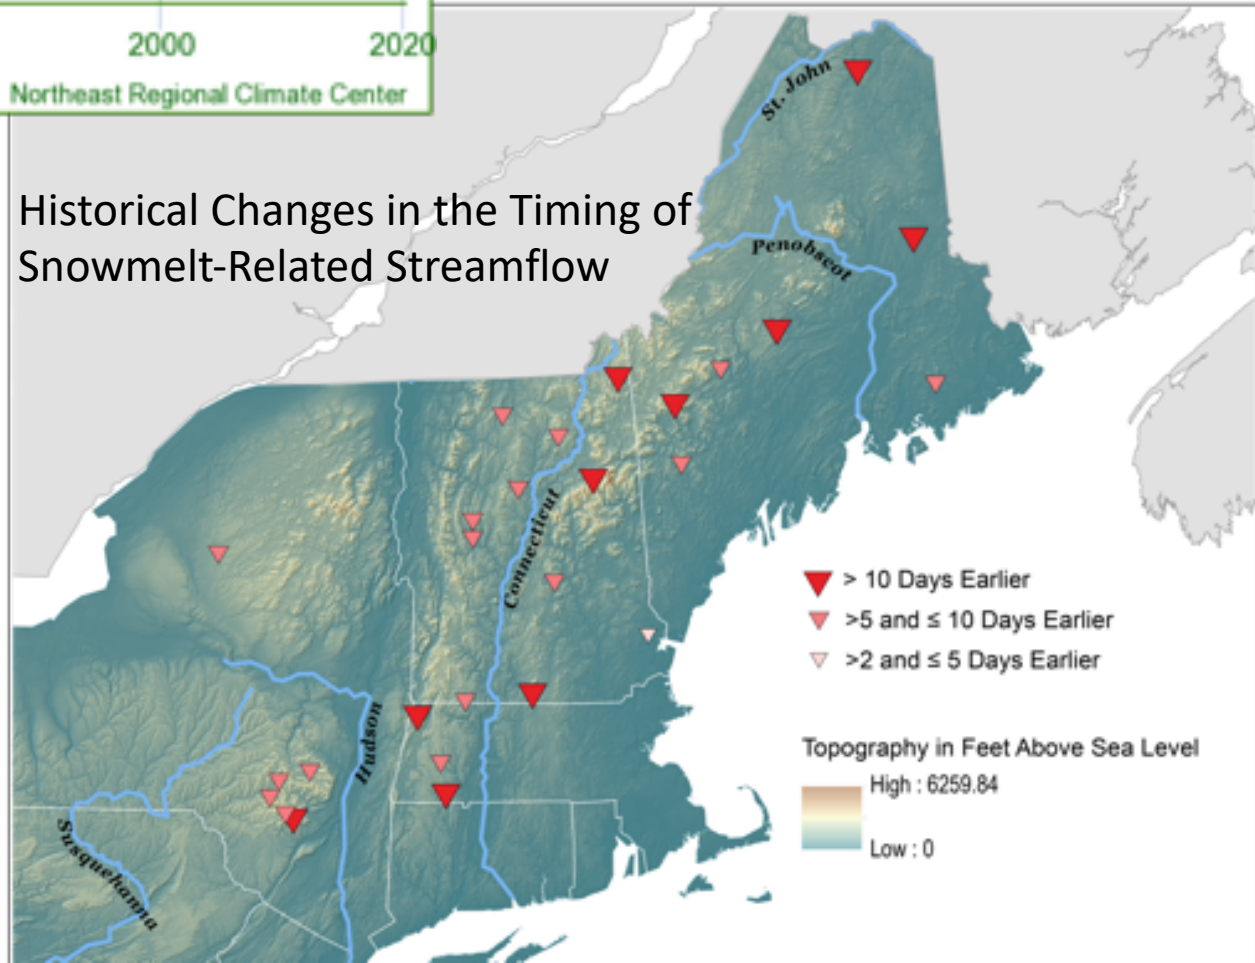 2000
2020
Northeast Regional Climate Center
Historical Changes in the Timing of
Snowmelt-Related Streamflow
St. John
Penobscot
Connecticut
> 10 Days Earlier
>5 and ≤ 10 Days Earlier
>2 and ≤ 5 Days Earlier
Hudson
Topography in Feet Above Sea Level
High : 6259.84
Low : 0
Susquehanna